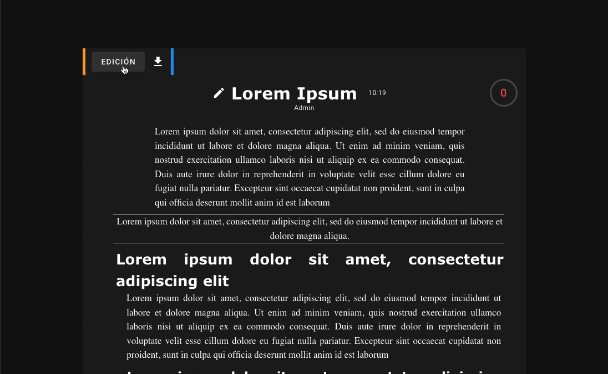 EDICIÓN
Lorem Ipsum 10:19 0
Admin
Lorem ipsum dolor sit amet, consectetur adipiscing elit, sed do eiusmod tempor
incididunt ut labore et dolore magna aliqua. Ut enim ad minim veniam, quis
nostrud exercitation ullamco laboris nisi ut aliquip ex ea commodo consequat.
Duis aute irure dolor in reprehenderit in voluptate velit esse cillum dolore eu
fugiat nulla pariatur. Excepteur sint occaecat cupidatat non proident, sunt in culpa
qui officia deserunt mollit anim id est laborum
Lorem ipsum dolor sit amet, consectetur adipiscing elit, sed do eiusmod tempor incididunt ut labore et
dolore magna aliqua.
Lorem ipsum dolor sit amet, consectetur
adipiscing elit
Lorem ipsum dolor sit amet, consectetur adipiscing elit, sed do eiusmod tempor incididunt ut
labore et dolore magna aliqua. Ut enim ad minim veniam, quis nostrud exercitation ullamco
laboris nisi ut aliquip ex ea commodo consequat. Duis aute irure dolor in reprehenderit in
voluptate velit esse cillum dolore eu fugiat nulla pariatur. Excepteur sint occaecat cupidatat non
proident, sunt in culpa qui officia deserunt mollit anim id est laborum